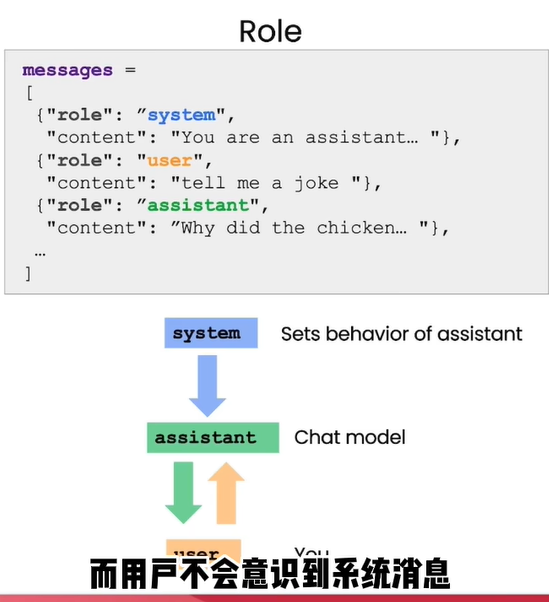 Role
messages =
[
{"role": ”system",
"content": "You are an assistant… "},
{"role": "user",
"content": "tell me a joke "},
{"role": ”assistant",
"content": ”Why did the chicken… "},
…
]
system Sets behavior of assistant
assistant Chat model
user You
而用户不会意识到系统消息